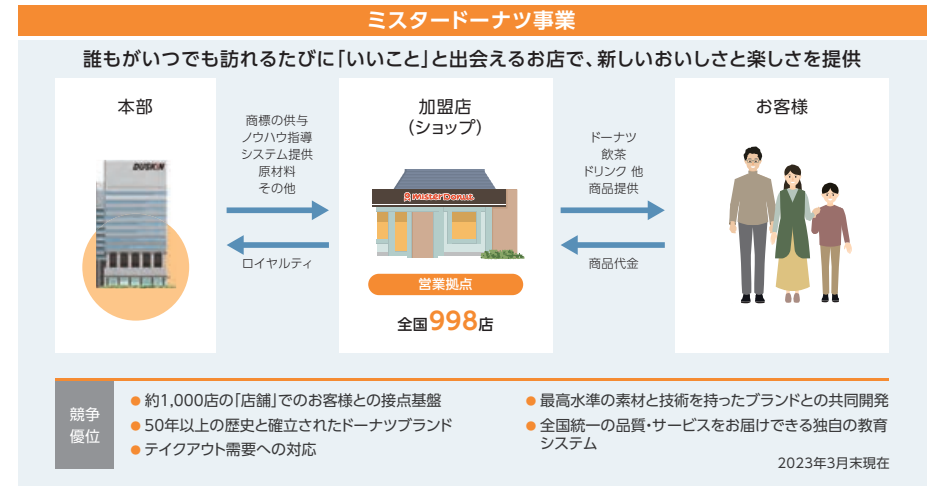 ミスタードーナツ事業
誰もがいつでも訪れるたびに「いいこと」と出会えるお店で、新しいおいしさと楽しさを提供
本部
DUSKIN
商標の供与
ノウハウ指導
システム提供
原材料
その他
ロイヤルティ
加盟店
(ショップ)
mister Donut
営業拠点
全国998店
ドーナツ
飲茶
ドリンク 他
商品提供
商品代金
お客様
競争
優位
● 約1,000店の「店舗」でのお客様との接点基盤
● 50年以上の歴史と確立されたドーナツブランド
● テイクアウト需要への対応
● 最高水準の素材と技術を持ったブランドとの共同開発
● 全国統一の品質・サービスをお届けできる独自の教育
システム
2023年3月末現在